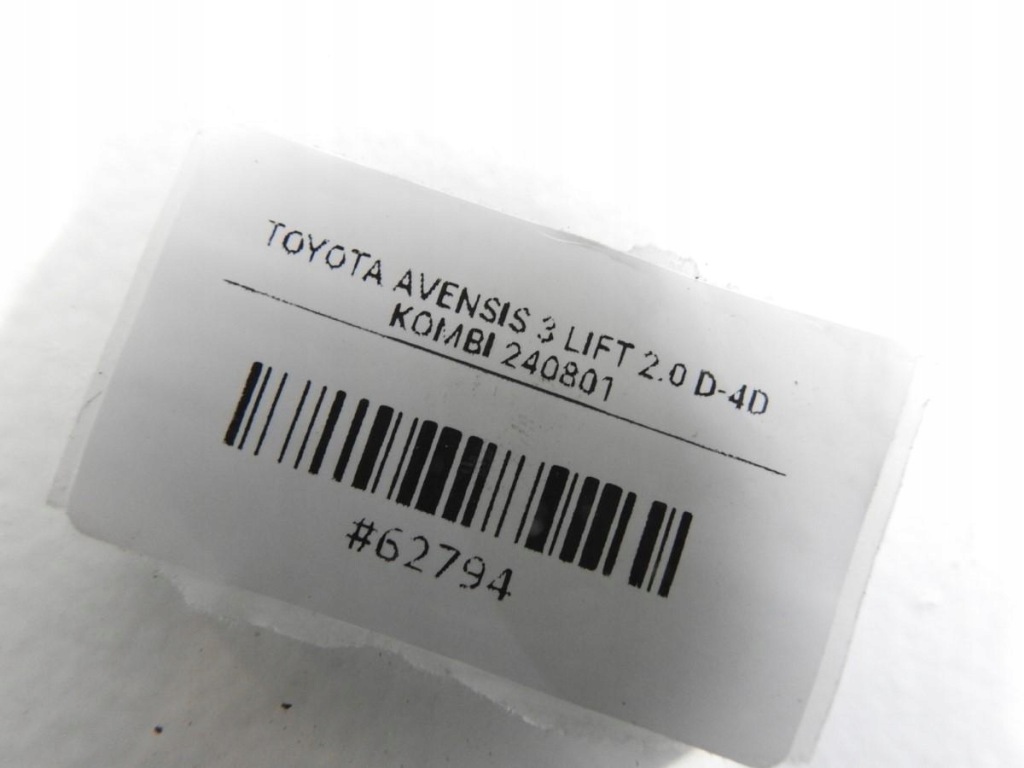 TOYOTA AVENSIS 3 LIFT 2.0 D-4D
KOMBI 240801
#62794